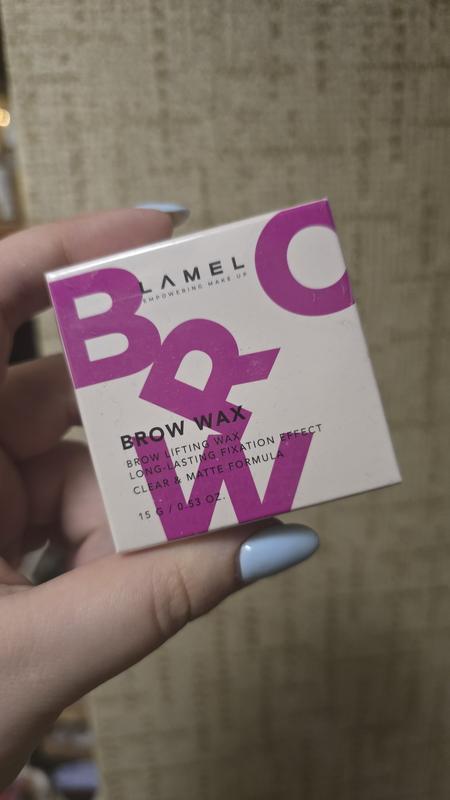 B R O W
LAMEL
EMPOWERING MAKE UP
BROW WAX
BROW LIFTING WAX
LONG-LASTING FIXATION EFFECT
CLEAR & MATTE FORMULA
15 G / 0.53 OZ.